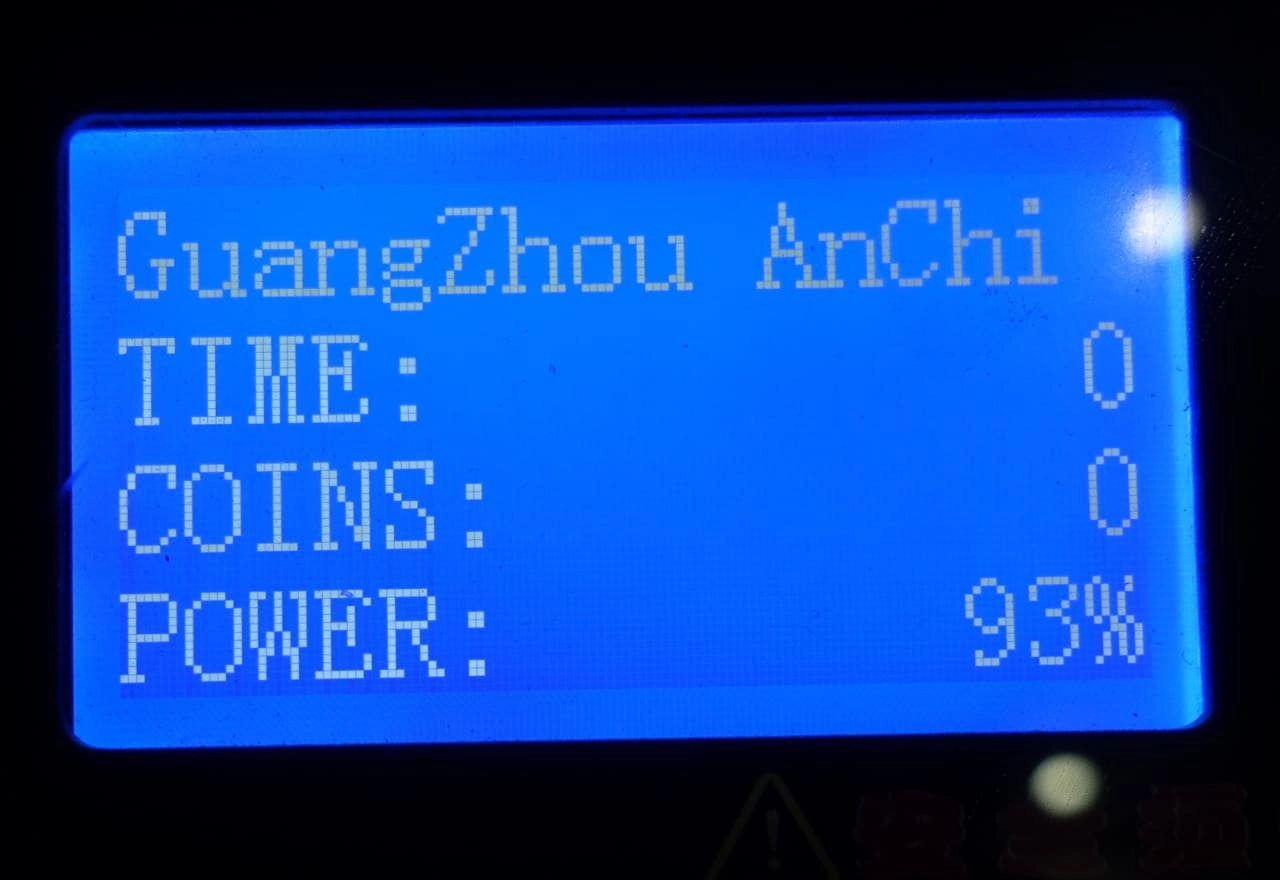 GuangZhou AnChi
TIME: 0
COINS: 0
POWER: 93%